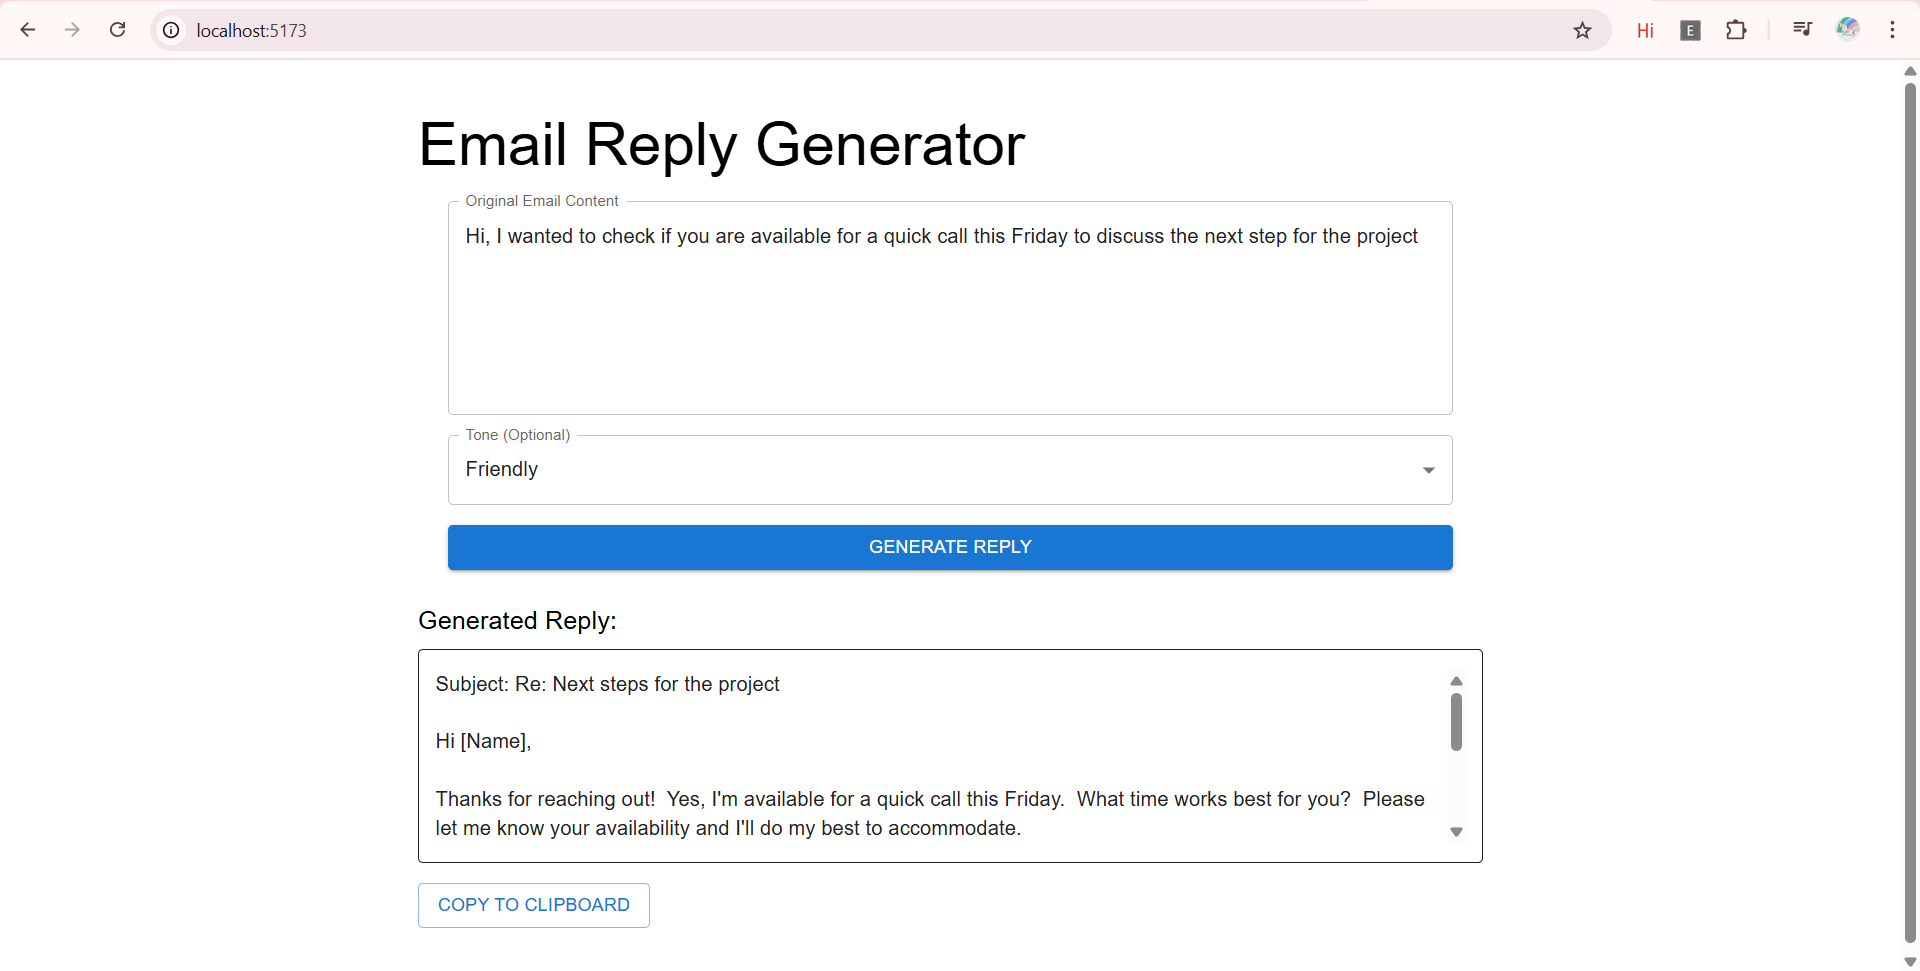 localhost:5173
Hi
E
Email Reply Generator
Original Email Content
Hi, I wanted to check if you are available for a quick call this Friday to discuss the next step for the project
Tone (Optional)
Friendly
GENERATE REPLY
Generated Reply:
Subject: Re: Next steps for the project
Hi [Name],
Thanks for reaching out!  Yes, I'm available for a quick call this Friday.  What time works best for you?  Please
let me know your availability and I'll do my best to accommodate.
COPY TO CLIPBOARD